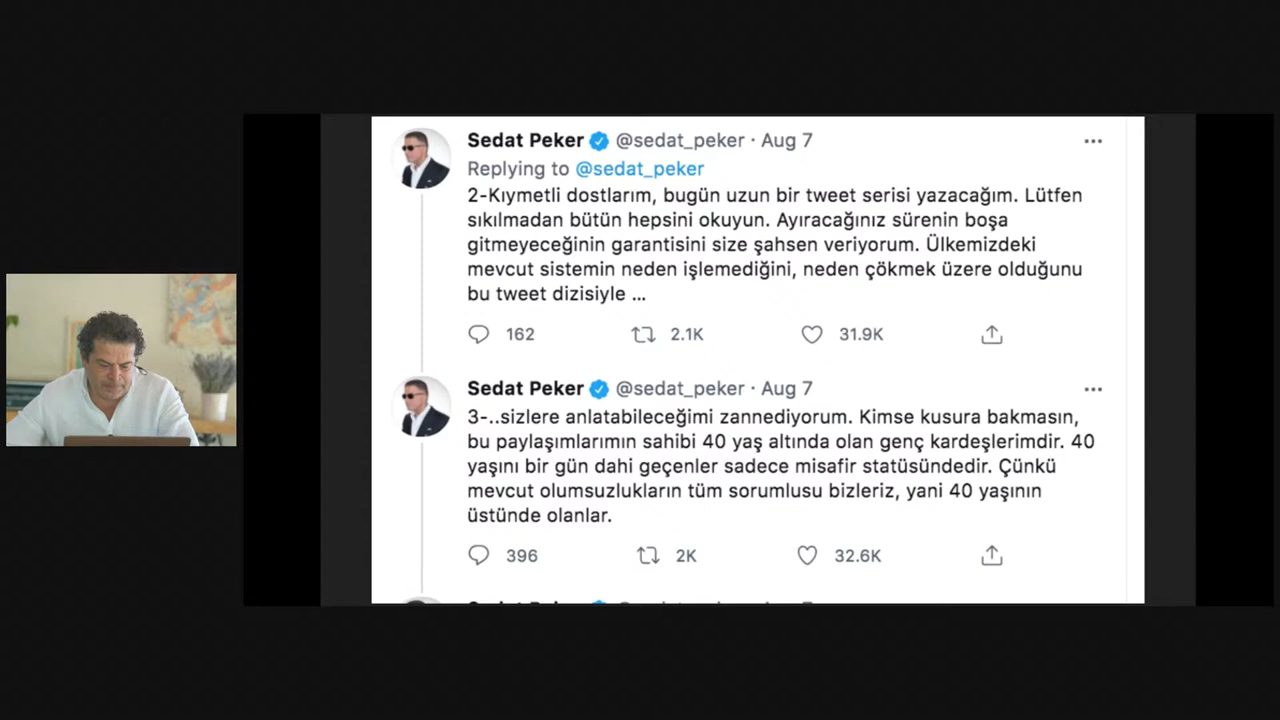 Sedat Peker @sedat_peker · Aug 7
Replying to @sedat_peker
2-Kıymetli dostlarım, bugün uzun bir tweet serisi yazacağım. Lütfen
sıkılmadan bütün hepsini okuyun. Ayıracağınız sürenin boşa
gitmeyeceğinin garantisini size şahsen veriyorum. Ülkemizdeki
mevcut sistemin neden işlemediğini, neden çökmek üzere olduğunu
bu tweet dizisiyle ...
162 2.1K 31.9K
Sedat Peker @sedat_peker · Aug 7
3-..sizlere anlatabileceğimi zannediyorum. Kimse kusura bakmasın,
bu paylaşımlarımın sahibi 40 yaş altında olan genç kardeşlerimdir. 40
yaşını bir gün dahi geçenler sadece misafir statüsündedir. Çünkü
mevcut olumsuzlukların tüm sorumlusu bizleriz, yani 40 yaşının
üstünde olanlar.
396 2K 32.6K